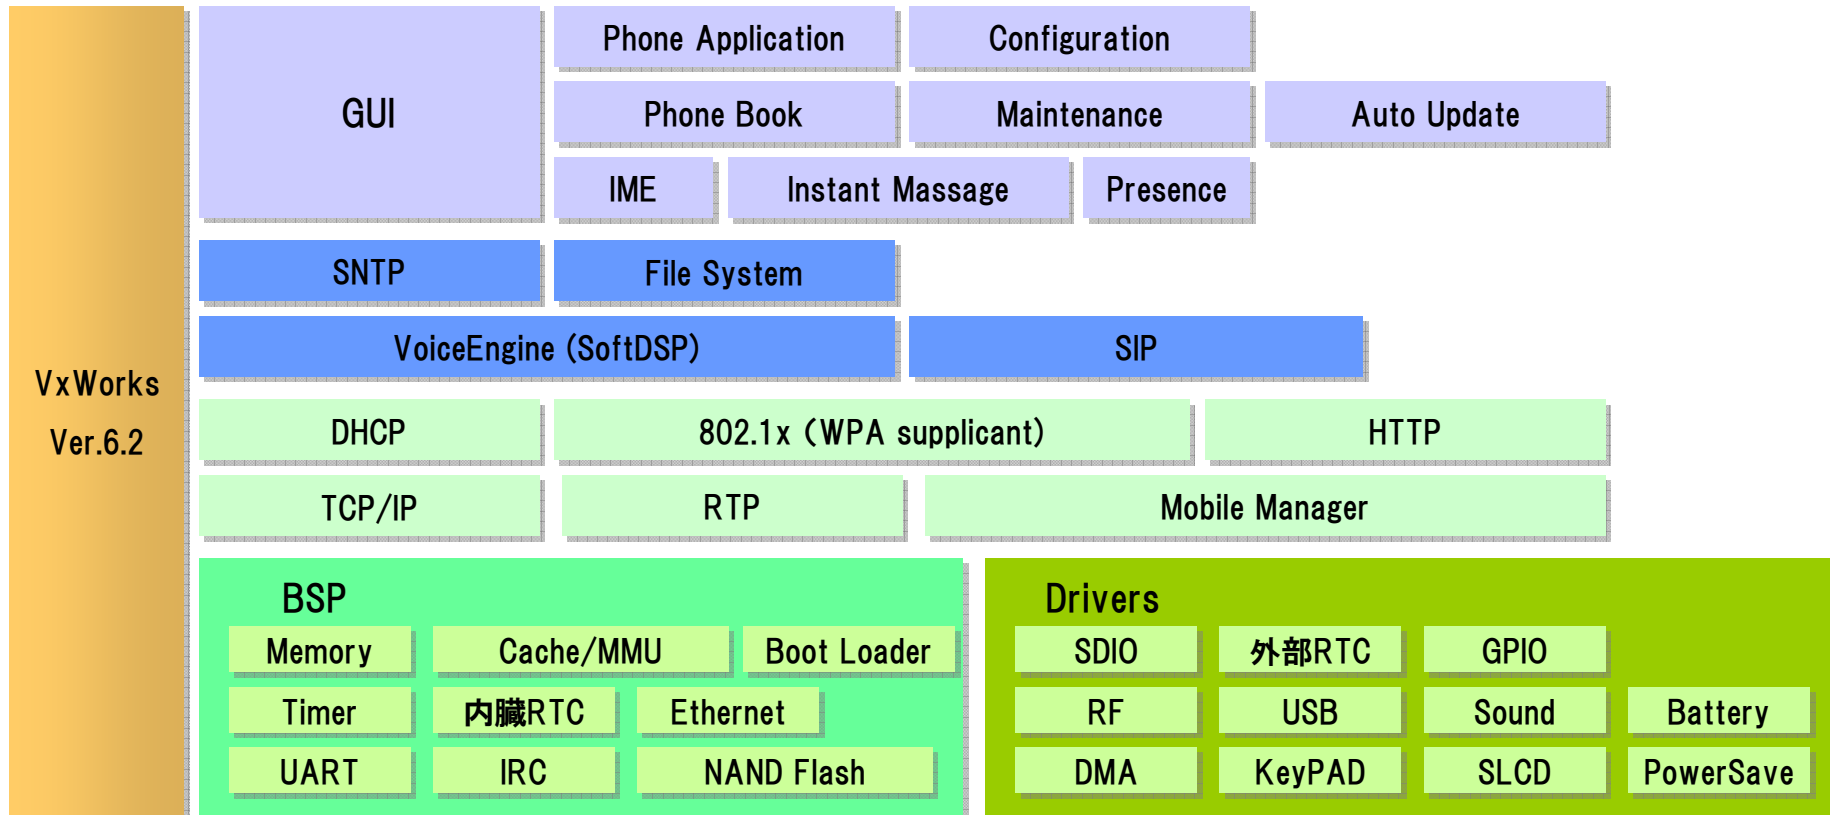 VxWorks
Ver.6.2
GUI
Phone Application
Configuration
Phone Book
Maintenance
Auto Update
IME
Instant Massage
Presence
SNTP
File System
VoiceEngine (SoftDSP)
SIP
DHCP
802.1x (WPA supplicant)
HTTP
TCP/IP
RTP
Mobile Manager
BSP
Memory
Cache/MMU
Boot Loader
Timer
内臓RTC
Ethernet
UART
IRC
NAND Flash
Drivers
SDIO
外部RTC
GPIO
RF
USB
Sound
Battery
DMA
KeyPAD
SLCD
PowerSave